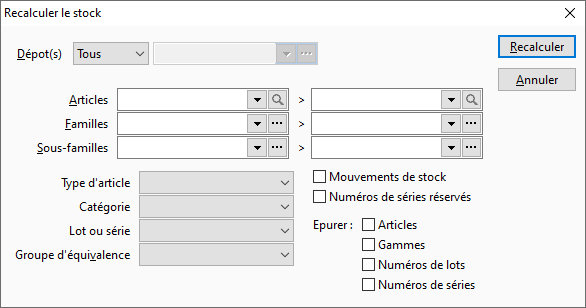 Recalculer le stock
Dépot(s) Tous
Recalculer
Annuler
Articles >
Familles >
Sous-familles >
Type d'article
Catégorie
Lot ou série
Groupe d'équivalence
Mouvements de stock
Numéros de séries réservés
Epurer : Articles
Gammes
Numéros de lots
Numéros de séries